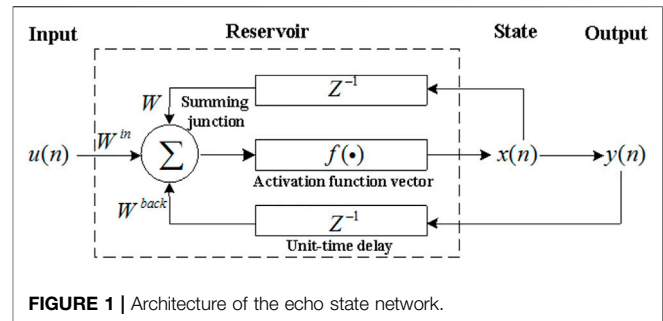 Input Reservoir State Output
Z⁻¹
W
Summing
junction
u(n) W^in Σ f(•) x(n) y(n)
Activation function vector
W^back
Z⁻¹
Unit-time delay
FIGURE 1 | Architecture of the echo state network.